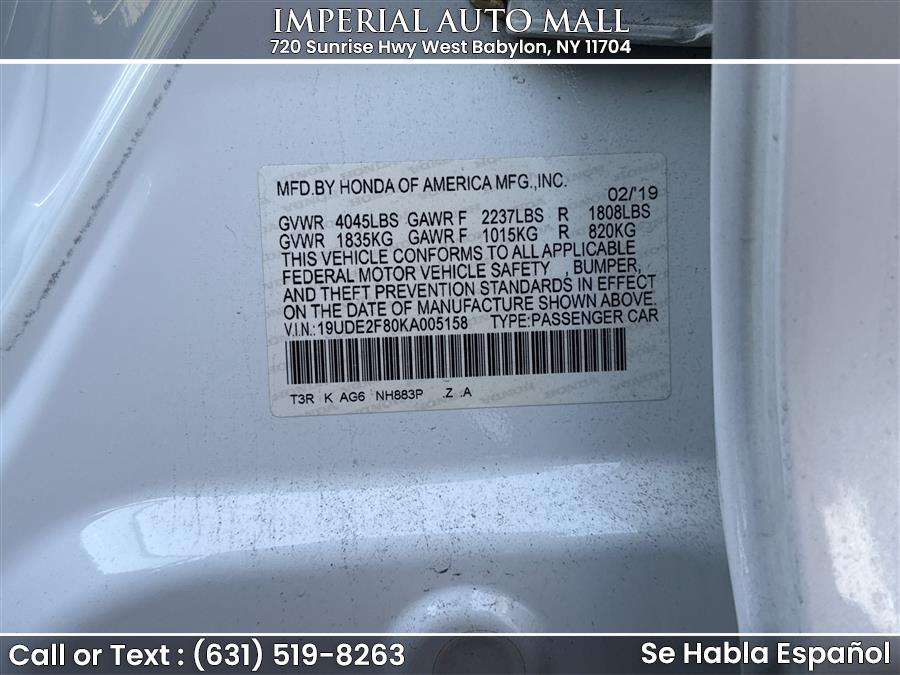 IMPERIAL AUTO MALL
720 Sunrise Hwy West Babylon, NY 11704
MFD.BY HONDA OF AMERICA MFG.,INC. 02/'19
GVWR 4045LBS GAWR F 2237LBS R 1808LBS
GVWR 1835KG GAWR F 1015KG R 820KG
THIS VEHICLE CONFORMS TO ALL APPLICABLE
FEDERAL MOTOR VEHICLE SAFETY , BUMPER,
AND THEFT PREVENTION STANDARDS IN EFFECT
ON THE DATE OF MANUFACTURE SHOWN ABOVE.
V.I.N.:19UDE2F80KA005158 TYPE:PASSENGER CAR
T3R K AG6 NH883P .Z .A
Call or Text : (631) 519-8263
Se Habla Español